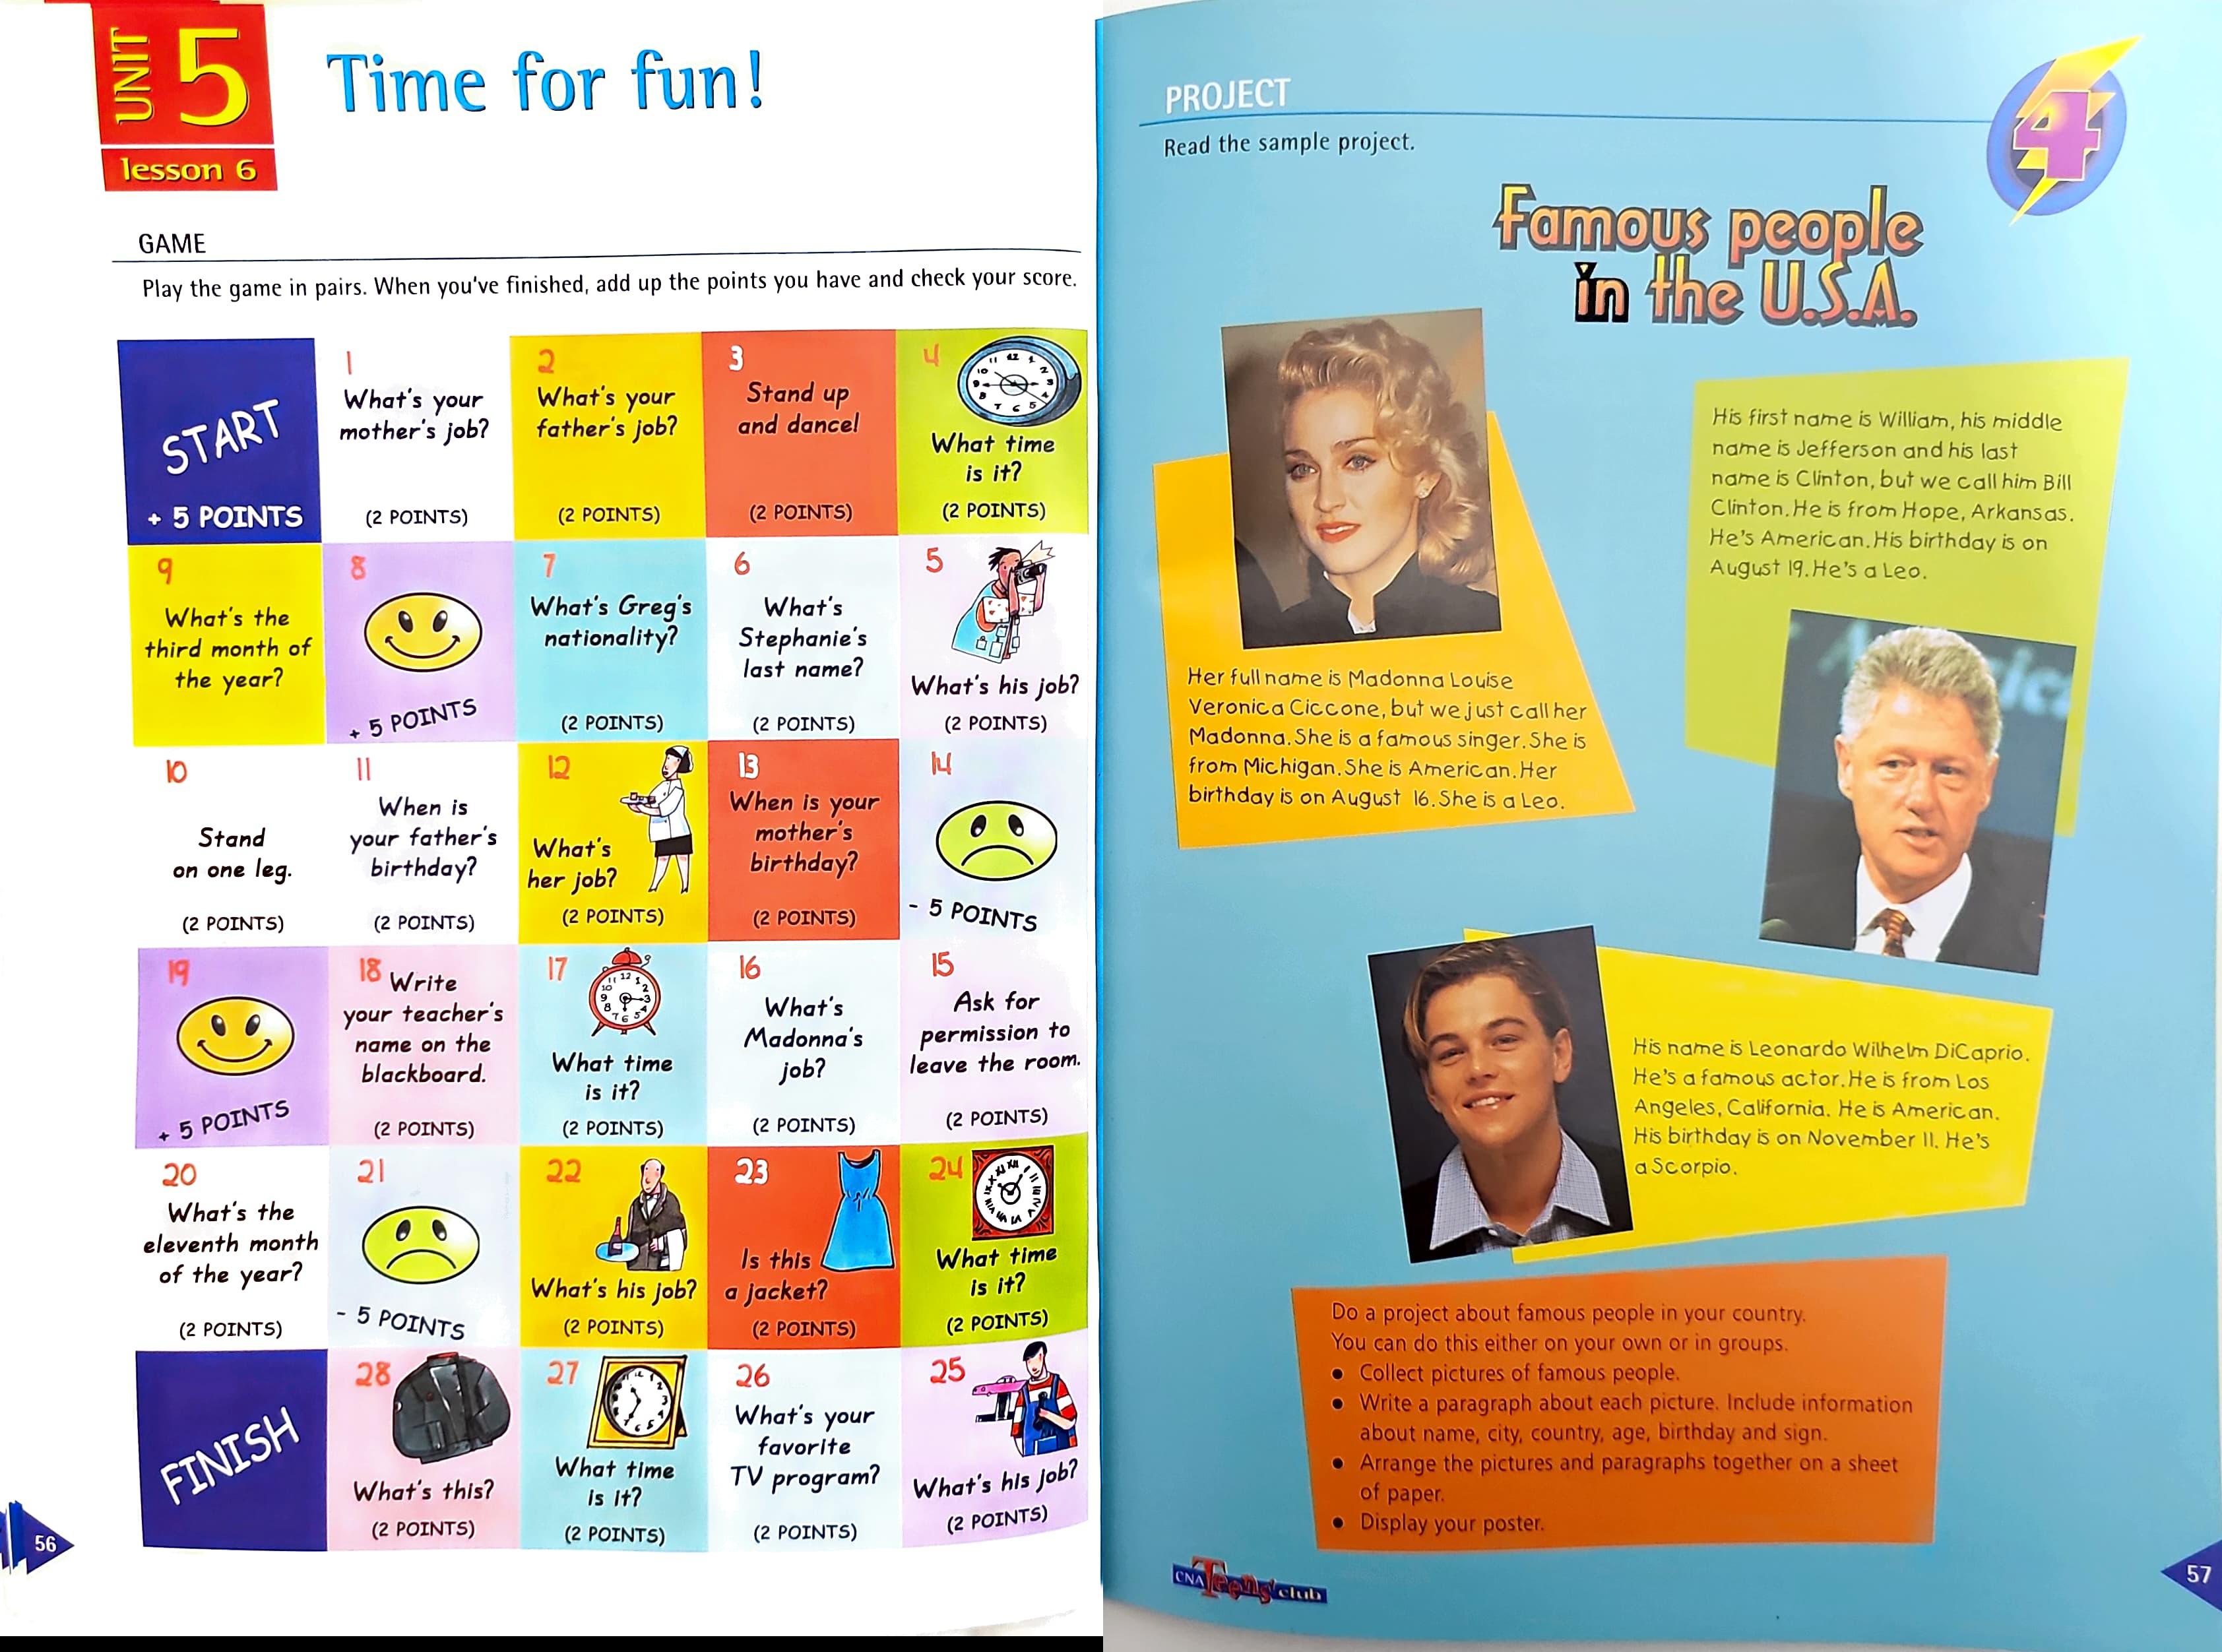 UNIT 5
lesson 6
Time for fun!
GAME
Play the game in pairs. When you've finished, add up the points you have and check your score.
START
+ 5 POINTS
1
What's your
mother's job?
(2 POINTS)
2
What's your
father's job?
(2 POINTS)
3
Stand up
and dance!
(2 POINTS)
4
What time
is it?
(2 POINTS)
9
What's the
third month of
the year?
8
+ 5 POINTS
7
What's Greg's
nationality?
(2 POINTS)
6
What's
Stephanie's
last name?
(2 POINTS)
5
What's his job?
(2 POINTS)
10
Stand
on one leg.
(2 POINTS)
11
When is
your father's
birthday?
(2 POINTS)
12
What's
her job?
(2 POINTS)
13
When is your
mother's
birthday?
(2 POINTS)
14
- 5 POINTS
19
+ 5 POINTS
18 Write
your teacher's
name on the
blackboard.
(2 POINTS)
17
What time
is it?
(2 POINTS)
16
What's
Madonna's
job?
(2 POINTS)
15
Ask for
permission to
leave the room.
(2 POINTS)
20
What's the
eleventh month
of the year?
(2 POINTS)
21
- 5 POINTS
22
What's his job?
(2 POINTS)
23
Is this
a jacket?
(2 POINTS)
24
What time
is it?
(2 POINTS)
FINISH
28
What's this?
(2 POINTS)
27
What time
is it?
(2 POINTS)
26
What's your
favorite
TV program?
(2 POINTS)
25
What's his job?
(2 POINTS)
56
PROJECT
4
Read the sample project.
Famous people
in the U.S.A.
Her full name is Madonna Louise
Veronica Ciccone, but we just call her
Madonna. She is a famous singer. She is
from Michigan. She is American. Her
birthday is on August 16. She is a Leo.
His first name is William, his middle
name is Jefferson and his last
name is Clinton, but we call him Bill
Clinton. He is from Hope, Arkansas.
He's American. His birthday is on
August 19. He's a Leo.
His name is Leonardo Wilhelm DiCaprio.
He's a famous actor. He is from Los
Angeles, California. He is American.
His birthday is on November 11. He's
a Scorpio.
Do a project about famous people in your country.
You can do this either on your own or in groups.
● Collect pictures of famous people.
● Write a paragraph about each picture. Include information
about name, city, country, age, birthday and sign.
● Arrange the pictures and paragraphs together on a sheet
of paper.
● Display your poster.
CNA Teens' club
57